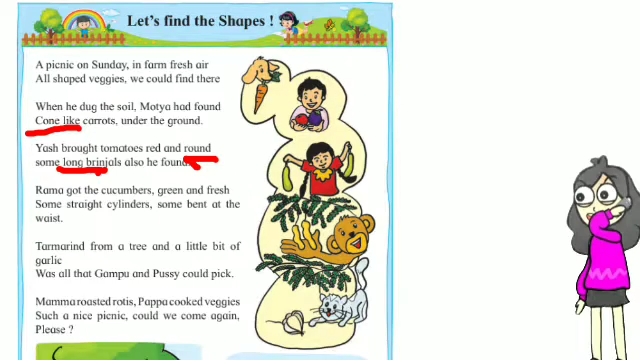 Let's find the Shapes !
A picnic on Sunday, in farm fresh air
All shaped veggies, we could find there
When he dug the soil, Motya had found
Cone like carrots, under the ground.
Yash brought tomatoes red and round
some long brinjals also he found.
Rama got the cucumbers, green and fresh
Some straight cylinders, some bent at the
waist.
Tarmarind from a tree and a little bit of
garlic
Was all that Gampu and Pussy could pick.
Mamma roasted rotis, Pappa cooked veggies
Such a nice picnic, could we come again,
Please ?